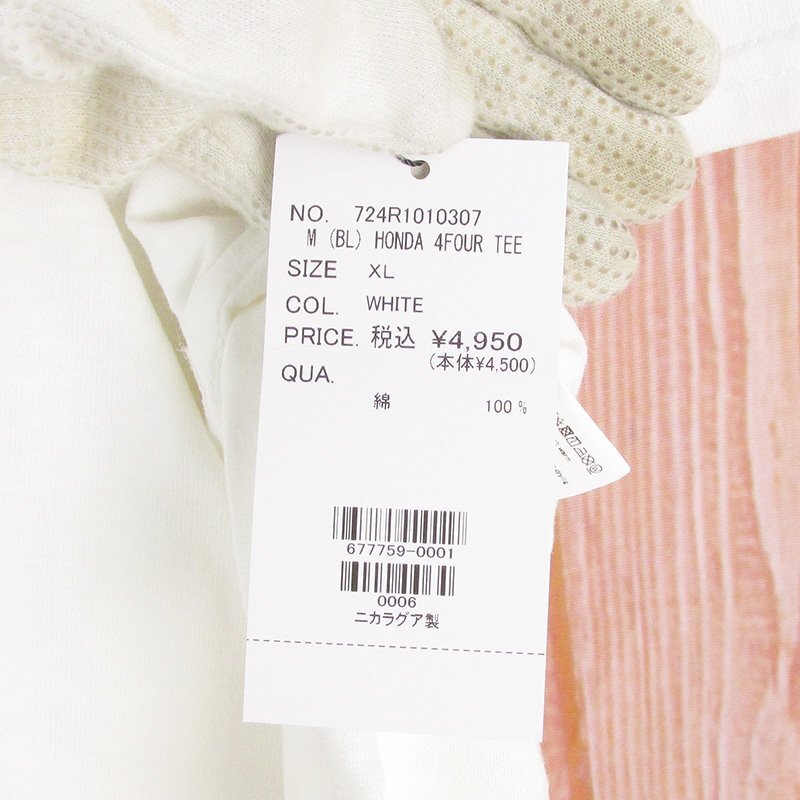 NO. 724R1010307
M (BL) HONDA 4FOUR TEE
SIZE XL
COL. WHITE
PRICE. 税込 ¥4,950
(本体¥4,500)
QUA.
綿 100 %
677759-0001
0006
ニカラグア製